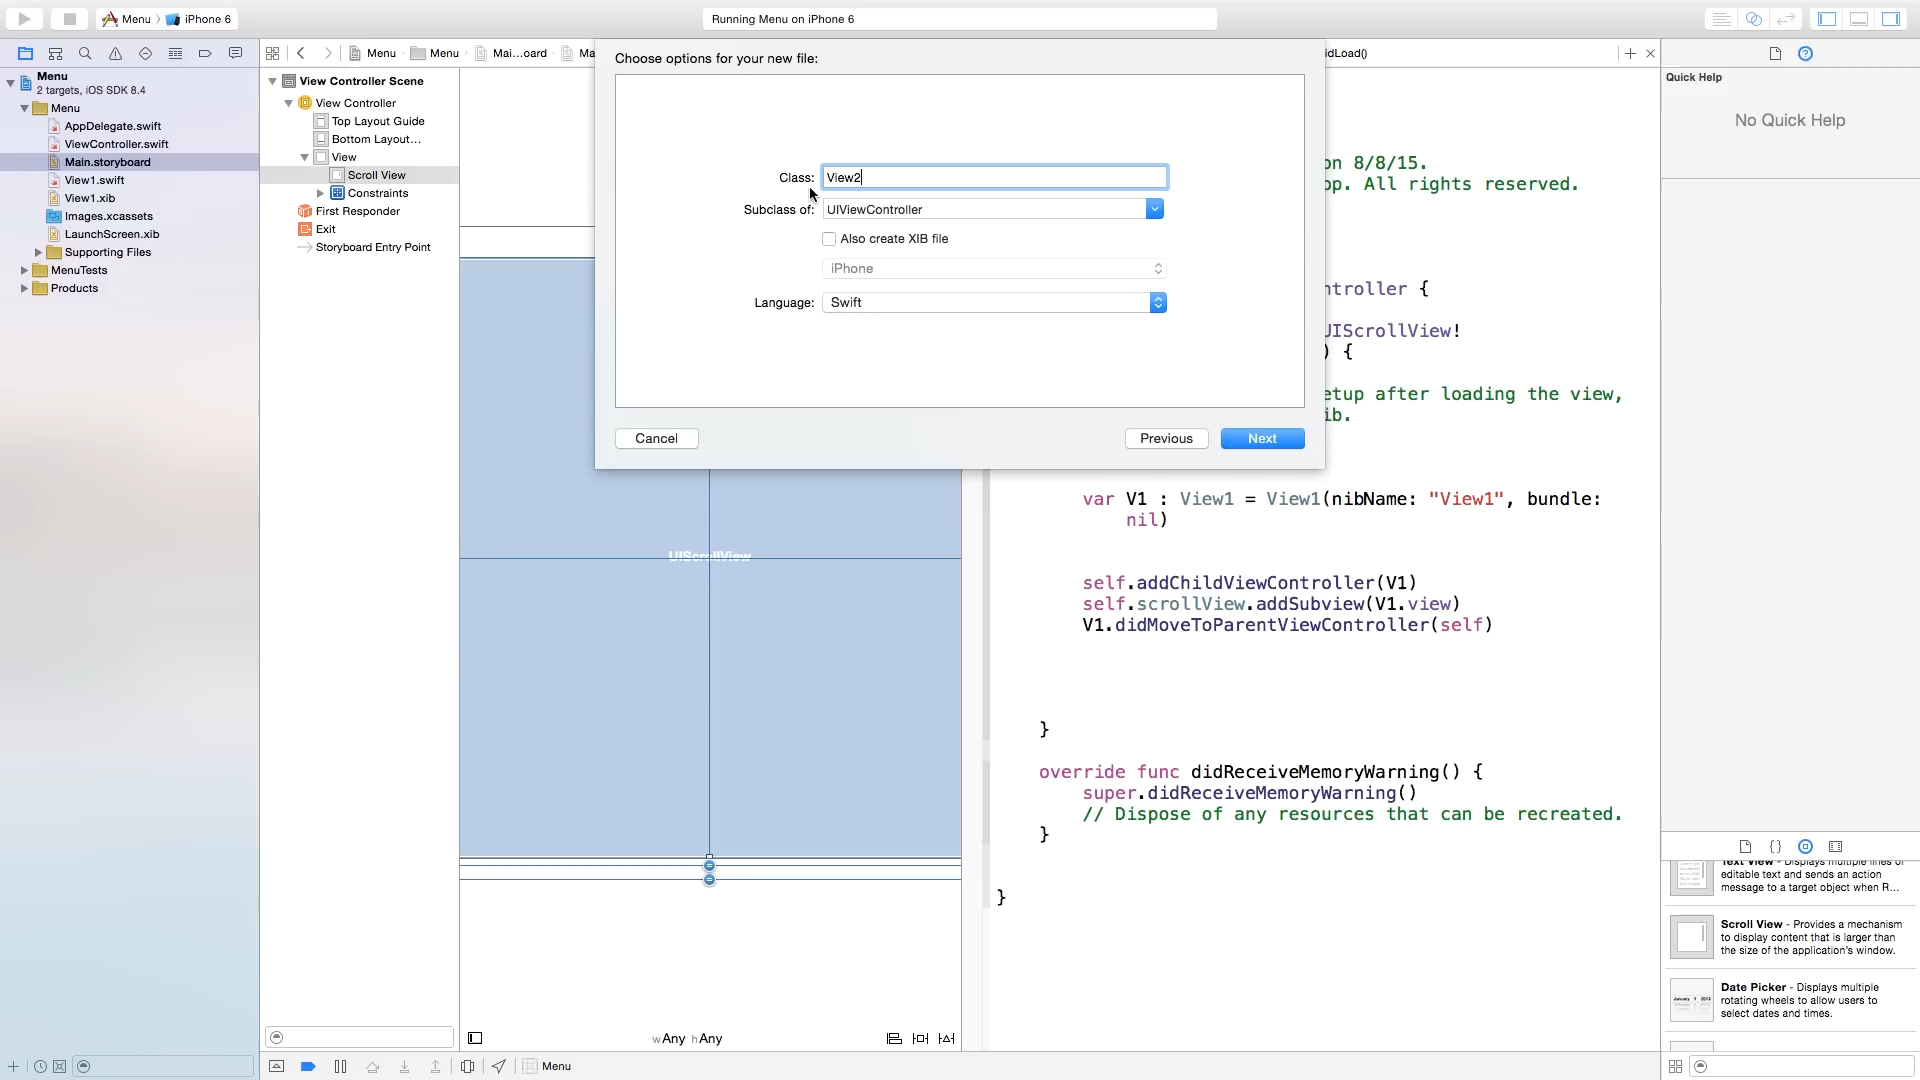 Menu
iPhone 6
Running Menu on iPhone 6
Menu
2 targets, iOS SDK 8.4
Menu
AppDelegate.swift
ViewController.swift
Main.storyboard
View1.swift
View1.xib
Images.xcassets
LaunchScreen.xib
Supporting Files
MenuTests
Products
Menu
Menu
Mai...oard
Ma
idLoad()
View Controller Scene
View Controller
Top Layout Guide
Bottom Layout...
View
Scroll View
Constraints
First Responder
Exit
Storyboard Entry Point
Choose options for your new file:
Class: View2
Subclass of: UIViewController
Also create XIB file
iPhone
Language: Swift
Cancel
Previous
Next
UIScrollView
wAny hAny
on 8/8/15.
op. All rights reserved.
ntroller {
UIScrollView!
) {
etup after loading the view,
ib.
var V1 : View1 = View1(nibName: "View1", bundle:
nil)
self.addChildViewController(V1)
self.scrollView.addSubview(V1.view)
V1.didMoveToParentViewController(self)
}
override func didReceiveMemoryWarning() {
super.didReceiveMemoryWarning()
// Dispose of any resources that can be recreated.
}
}
Menu
Quick Help
No Quick Help
Text View - Displays multiple lines of
editable text and sends an action
message to a target object when R...
Scroll View - Provides a mechanism
to display content that is larger than
the size of the application's window.
Date Picker - Displays multiple
rotating wheels to allow users to
select dates and times.